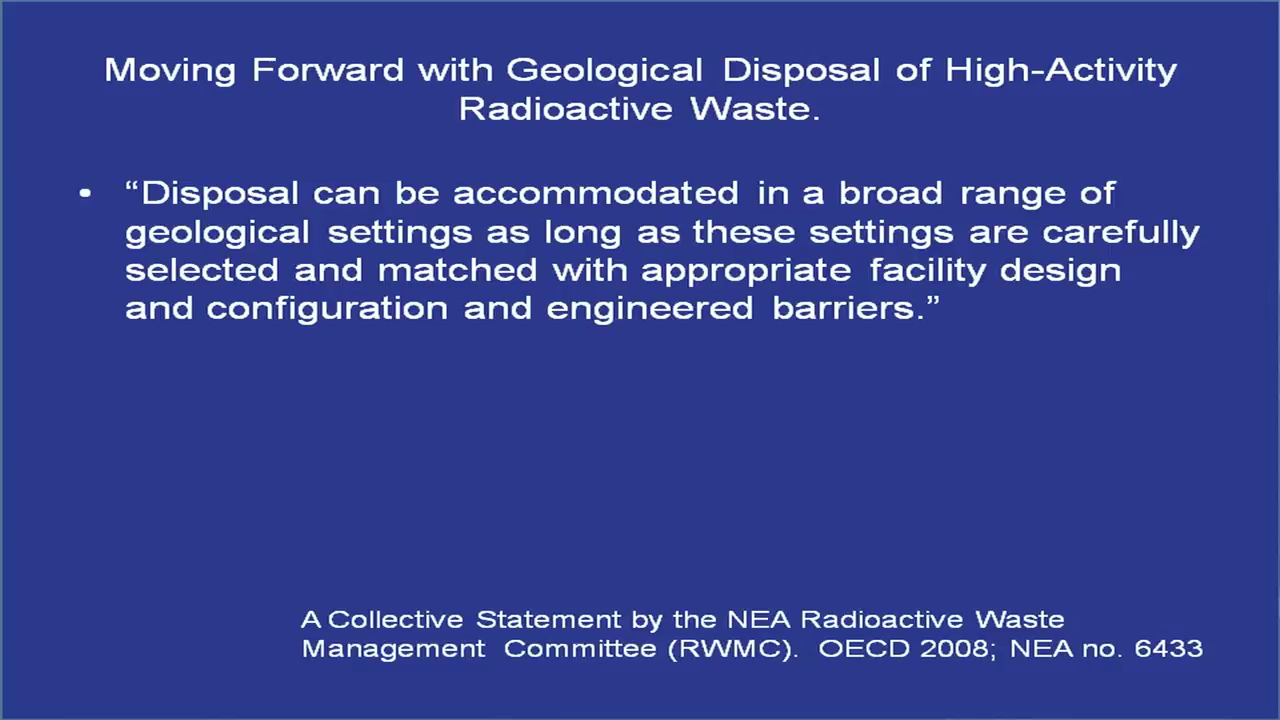 Moving Forward with Geological Disposal of High-Activity
Radioactive Waste.
• “Disposal can be accommodated in a broad range of
geological settings as long as these settings are carefully
selected and matched with appropriate facility design
and configuration and engineered barriers.”
A Collective Statement by the NEA Radioactive Waste
Management Committee (RWMC). OECD 2008; NEA no. 6433